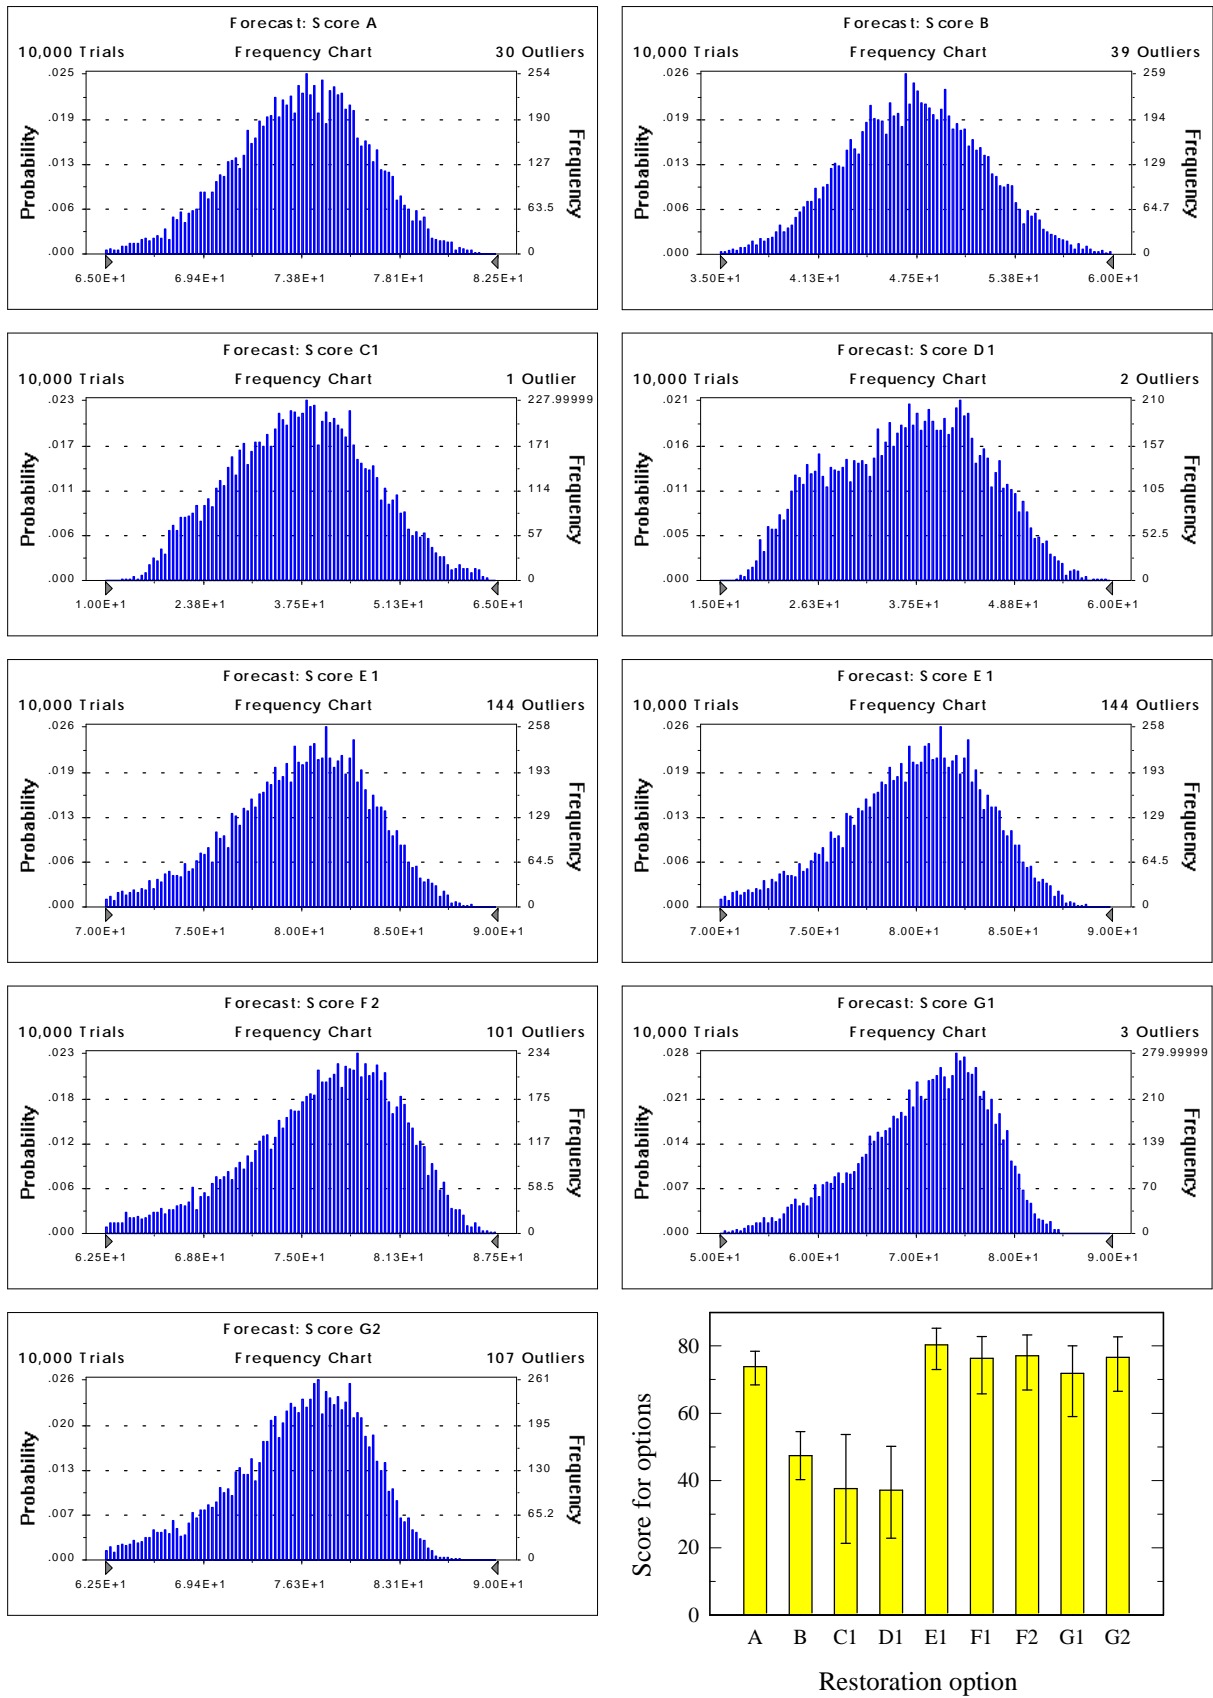 Forecast: Score A
10,000 Trials Frequency Chart 30 Outliers
Probability
Frequency
.025 254
.019 190
.013 127
.006 63.5
.000 0
6.50E+1 6.94E+1 7.38E+1 7.81E+1 8.25E+1
Forecast: Score B
10,000 Trials Frequency Chart 39 Outliers
Probability
Frequency
.026 259
.019 194
.013 129
.006 64.7
.000 0
3.50E+1 4.13E+1 4.75E+1 5.38E+1 6.00E+1
Forecast: Score C1
10,000 Trials Frequency Chart 1 Outlier
Probability
Frequency
.023 227.99999
.017 171
.011 114
.006 57
.000 0
1.00E+1 2.38E+1 3.75E+1 5.13E+1 6.50E+1
Forecast: Score D1
10,000 Trials Frequency Chart 2 Outliers
Probability
Frequency
.021 210
.016 157
.011 105
.005 52.5
.000 0
1.50E+1 2.63E+1 3.75E+1 4.88E+1 6.00E+1
Forecast: Score E1
10,000 Trials Frequency Chart 144 Outliers
Probability
Frequency
.026 258
.019 193
.013 129
.006 64.5
.000 0
7.00E+1 7.50E+1 8.00E+1 8.50E+1 9.00E+1
Forecast: Score E1
10,000 Trials Frequency Chart 144 Outliers
Probability
Frequency
.026 258
.019 193
.013 129
.006 64.5
.000 0
7.00E+1 7.50E+1 8.00E+1 8.50E+1 9.00E+1
Forecast: Score F2
10,000 Trials Frequency Chart 101 Outliers
Probability
Frequency
.023 234
.018 175
.012 117
.006 58.5
.000 0
6.25E+1 6.88E+1 7.50E+1 8.13E+1 8.75E+1
Forecast: Score G1
10,000 Trials Frequency Chart 3 Outliers
Probability
Frequency
.028 279.99999
.021 210
.014 139
.007 70
.000 0
5.00E+1 6.00E+1 7.00E+1 8.00E+1 9.00E+1
Forecast: Score G2
10,000 Trials Frequency Chart 107 Outliers
Probability
Frequency
.026 261
.020 195
.013 130
.007 65.2
.000 0
6.25E+1 6.94E+1 7.63E+1 8.31E+1 9.00E+1
Score for options
80
60
40
20
0
A B C1 D1 E1 F1 F2 G1 G2
Restoration option